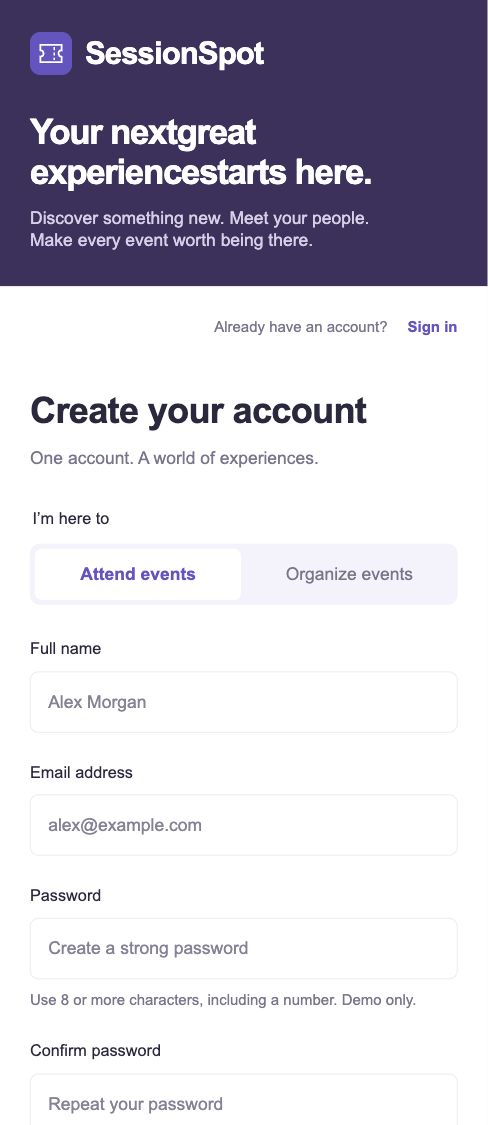 SessionSpot
Your nextgreat
experiencestarts here.
Discover something new. Meet your people.
Make every event worth being there.
Already have an account? Sign in
Create your account
One account. A world of experiences.
I’m here to
Attend events Organize events
Full name
Alex Morgan
Email address
alex@example.com
Password
Create a strong password
Use 8 or more characters, including a number. Demo only.
Confirm password
Repeat your password